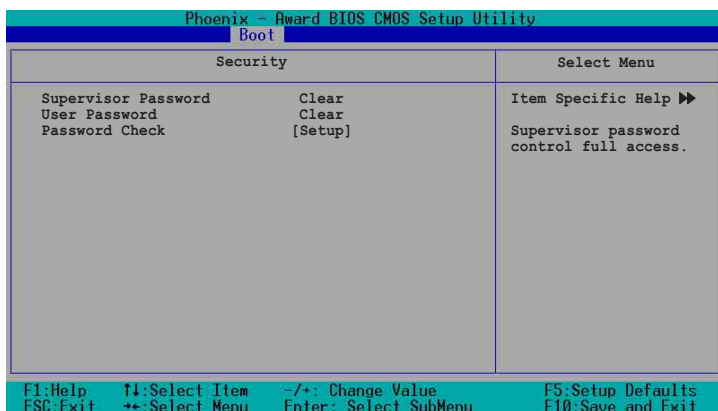 Phoenix - Award BIOS CMOS Setup Utility
Boot
Security
Select Menu
Supervisor Password Clear
User Password Clear
Password Check [Setup]
Item Specific Help ▶▶
Supervisor password
control full access.
F1:Help ↑↓:Select Item -/+: Change Value F5:Setup Defaults
ESC:Exit →←:Select Menu Enter: Select SubMenu F10:Save and Exit